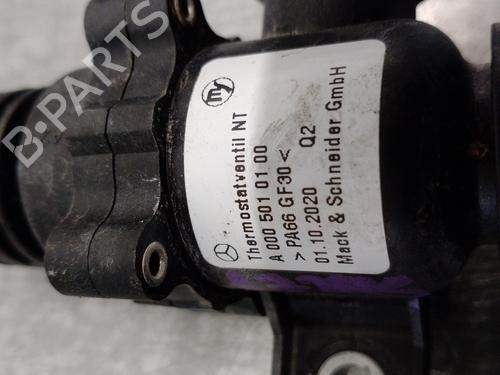 Thermostatventil NT
A 000 501 01 00
> PA66 GF30 <
01.10.2020 Q2
Mack & Schneider GmbH
B-PARTS